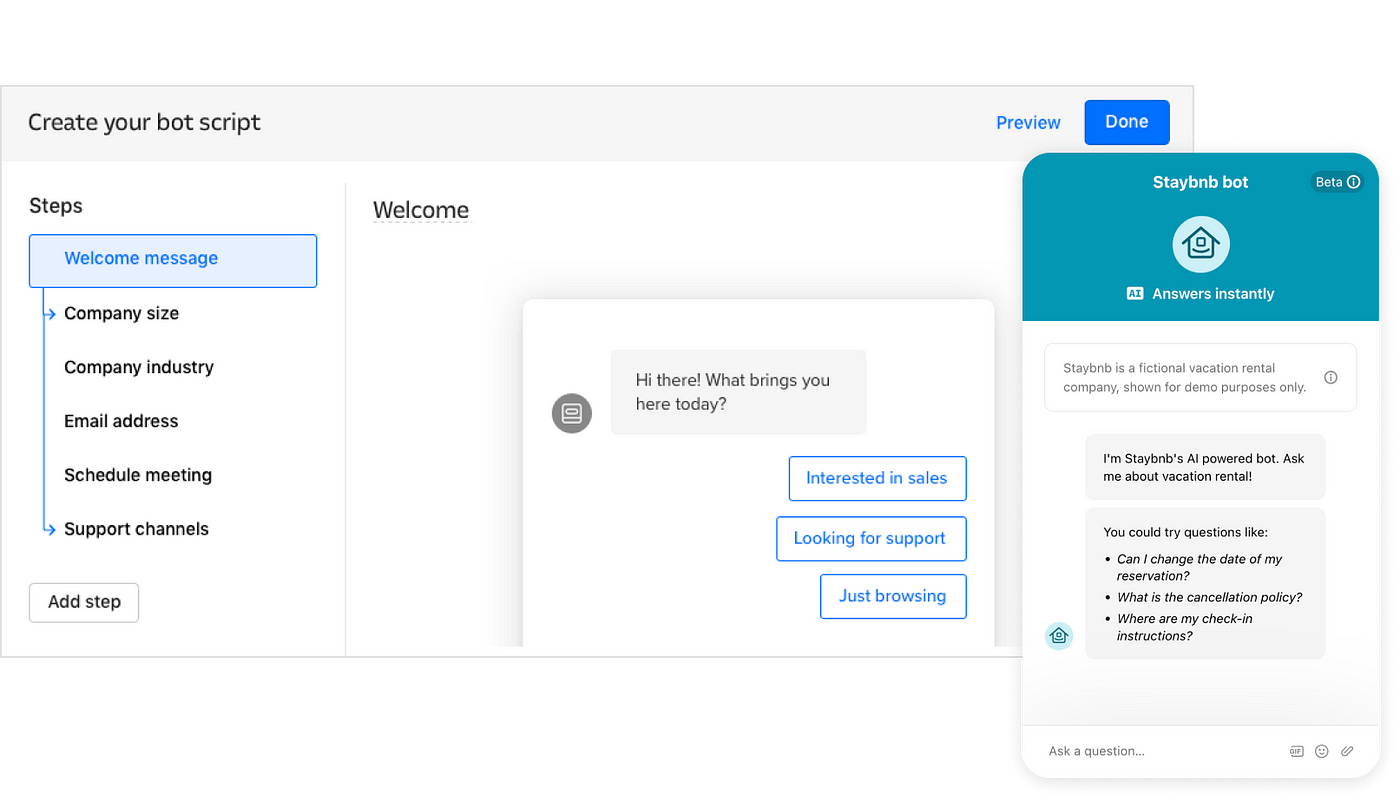 Create your bot script
Preview
Done
Steps
Welcome message
Company size
Company industry
Email address
Schedule meeting
Support channels
Add step
Welcome
Hi there! What brings you
here today?
Interested in sales
Looking for support
Just browsing
Staybnb bot
Beta
AI Answers instantly
Staybnb is a fictional vacation rental
company, shown for demo purposes only.
I'm Staybnb's AI powered bot. Ask
me about vacation rental!
You could try questions like:
• Can I change the date of my
reservation?
• What is the cancellation policy?
• Where are my check-in
instructions?
Ask a question...
GIF